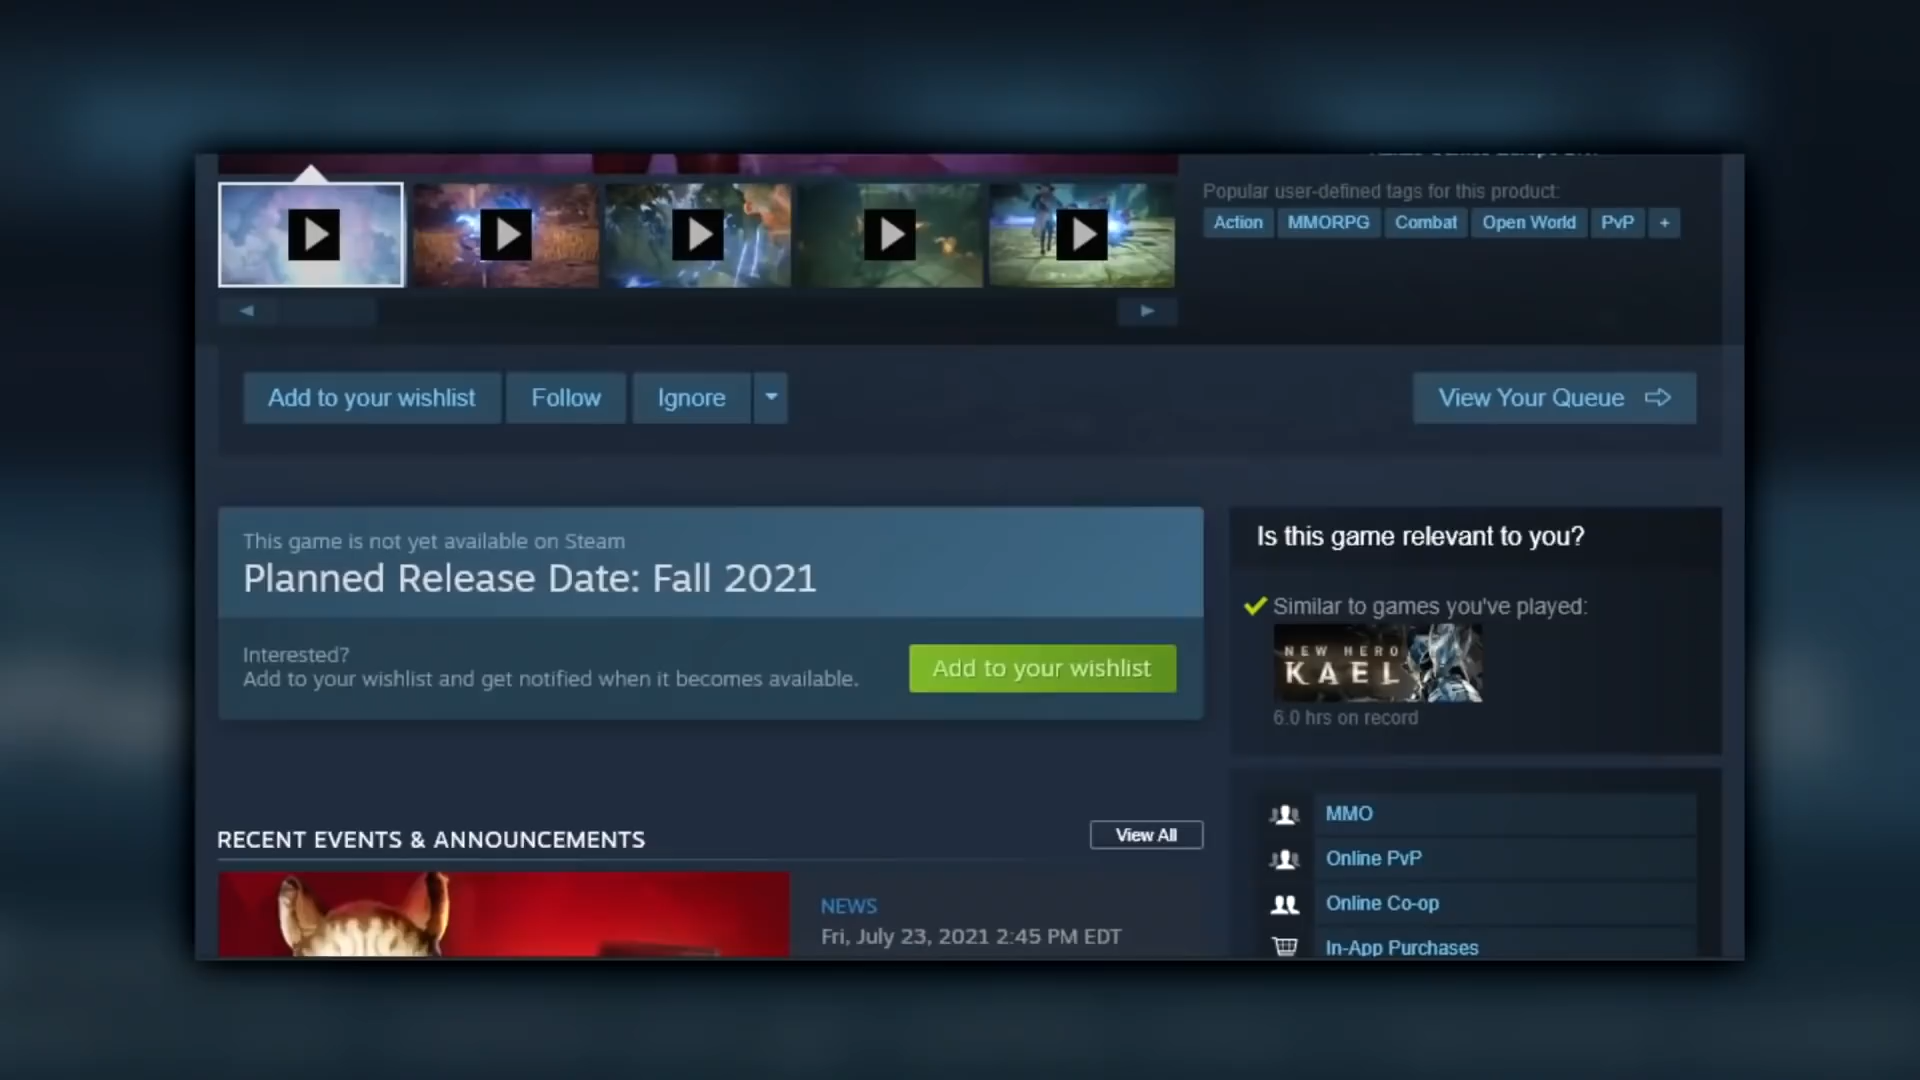 Popular user-defined tags for this product:
Action MMORPG Combat Open World PvP +
Add to your wishlist Follow Ignore View Your Queue
This game is not yet available on Steam
Planned Release Date: Fall 2021
Interested?
Add to your wishlist and get notified when it becomes available.
Add to your wishlist
Is this game relevant to you?
Similar to games you've played:
NEW HERO
KAEL
6.0 hrs on record
RECENT EVENTS & ANNOUNCEMENTS
View All
NEWS
Fri, July 23, 2021 2:45 PM EDT
MMO
Online PvP
Online Co-op
In-App Purchases